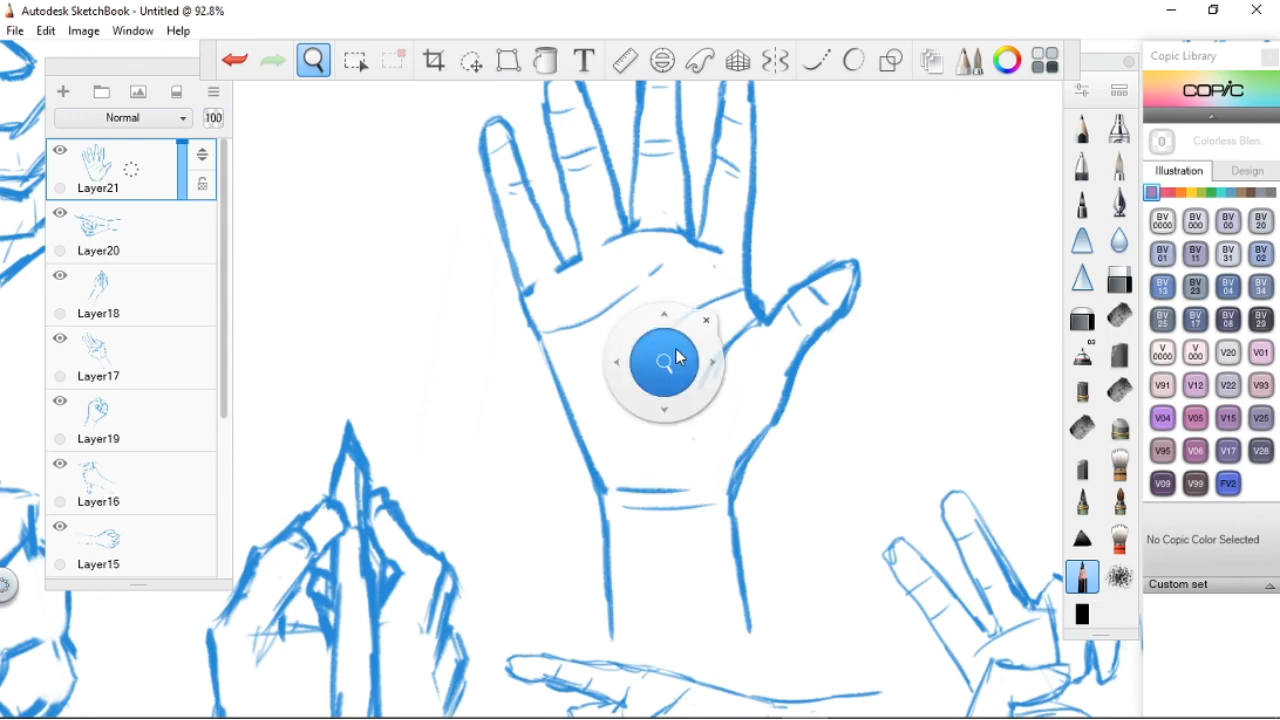 Autodesk SketchBook - Untitled @ 92.8%
File Edit Image Window Help
Copic Library
COPIC
Normal 100
0 Colorless Blen..
Illustration Design
Layer21
Layer20
Layer18
Layer17
Layer19
Layer16
Layer15
T
03
BV 0000 BV 000 BV 00 BV 20
BV 01 BV 11 BV 31 BV 02
BV 13 BV 23 BV 04 BV 34
BV 25 BV 17 BV 08 BV 29
V 0000 V 000 V20 V01
V91 V12 V22 V93
V04 V05 V15 V25
V95 V06 V17 V28
V09 V99 FV2
No Copic Color Selected
Custom set